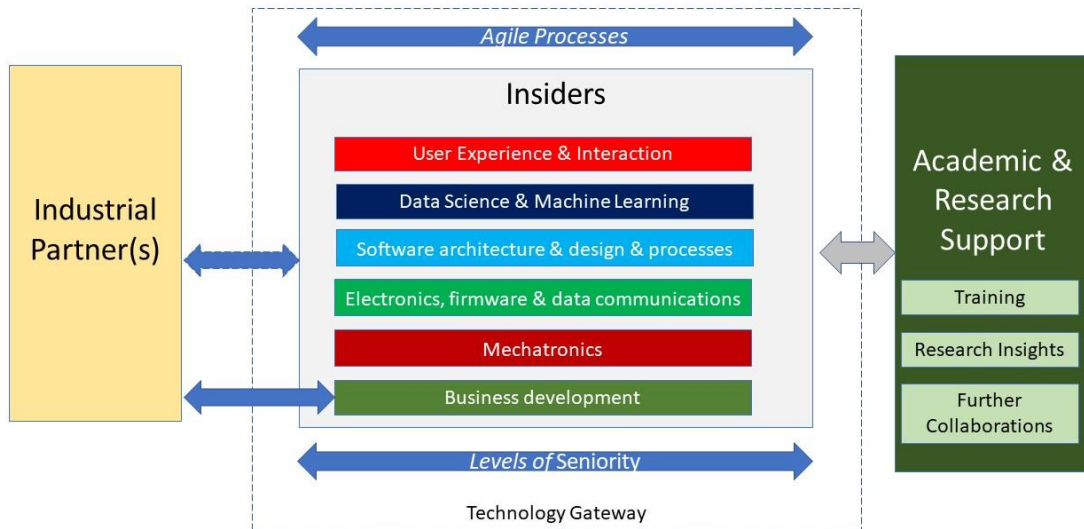 Agile Processes
Industrial
Partner(s)
Insiders
User Experience & Interaction
Data Science & Machine Learning
Software architecture & design & processes
Electronics, firmware & data communications
Mechatronics
Business development
Levels of Seniority
Technology Gateway
Academic &
Research
Support
Training
Research Insights
Further
Collaborations